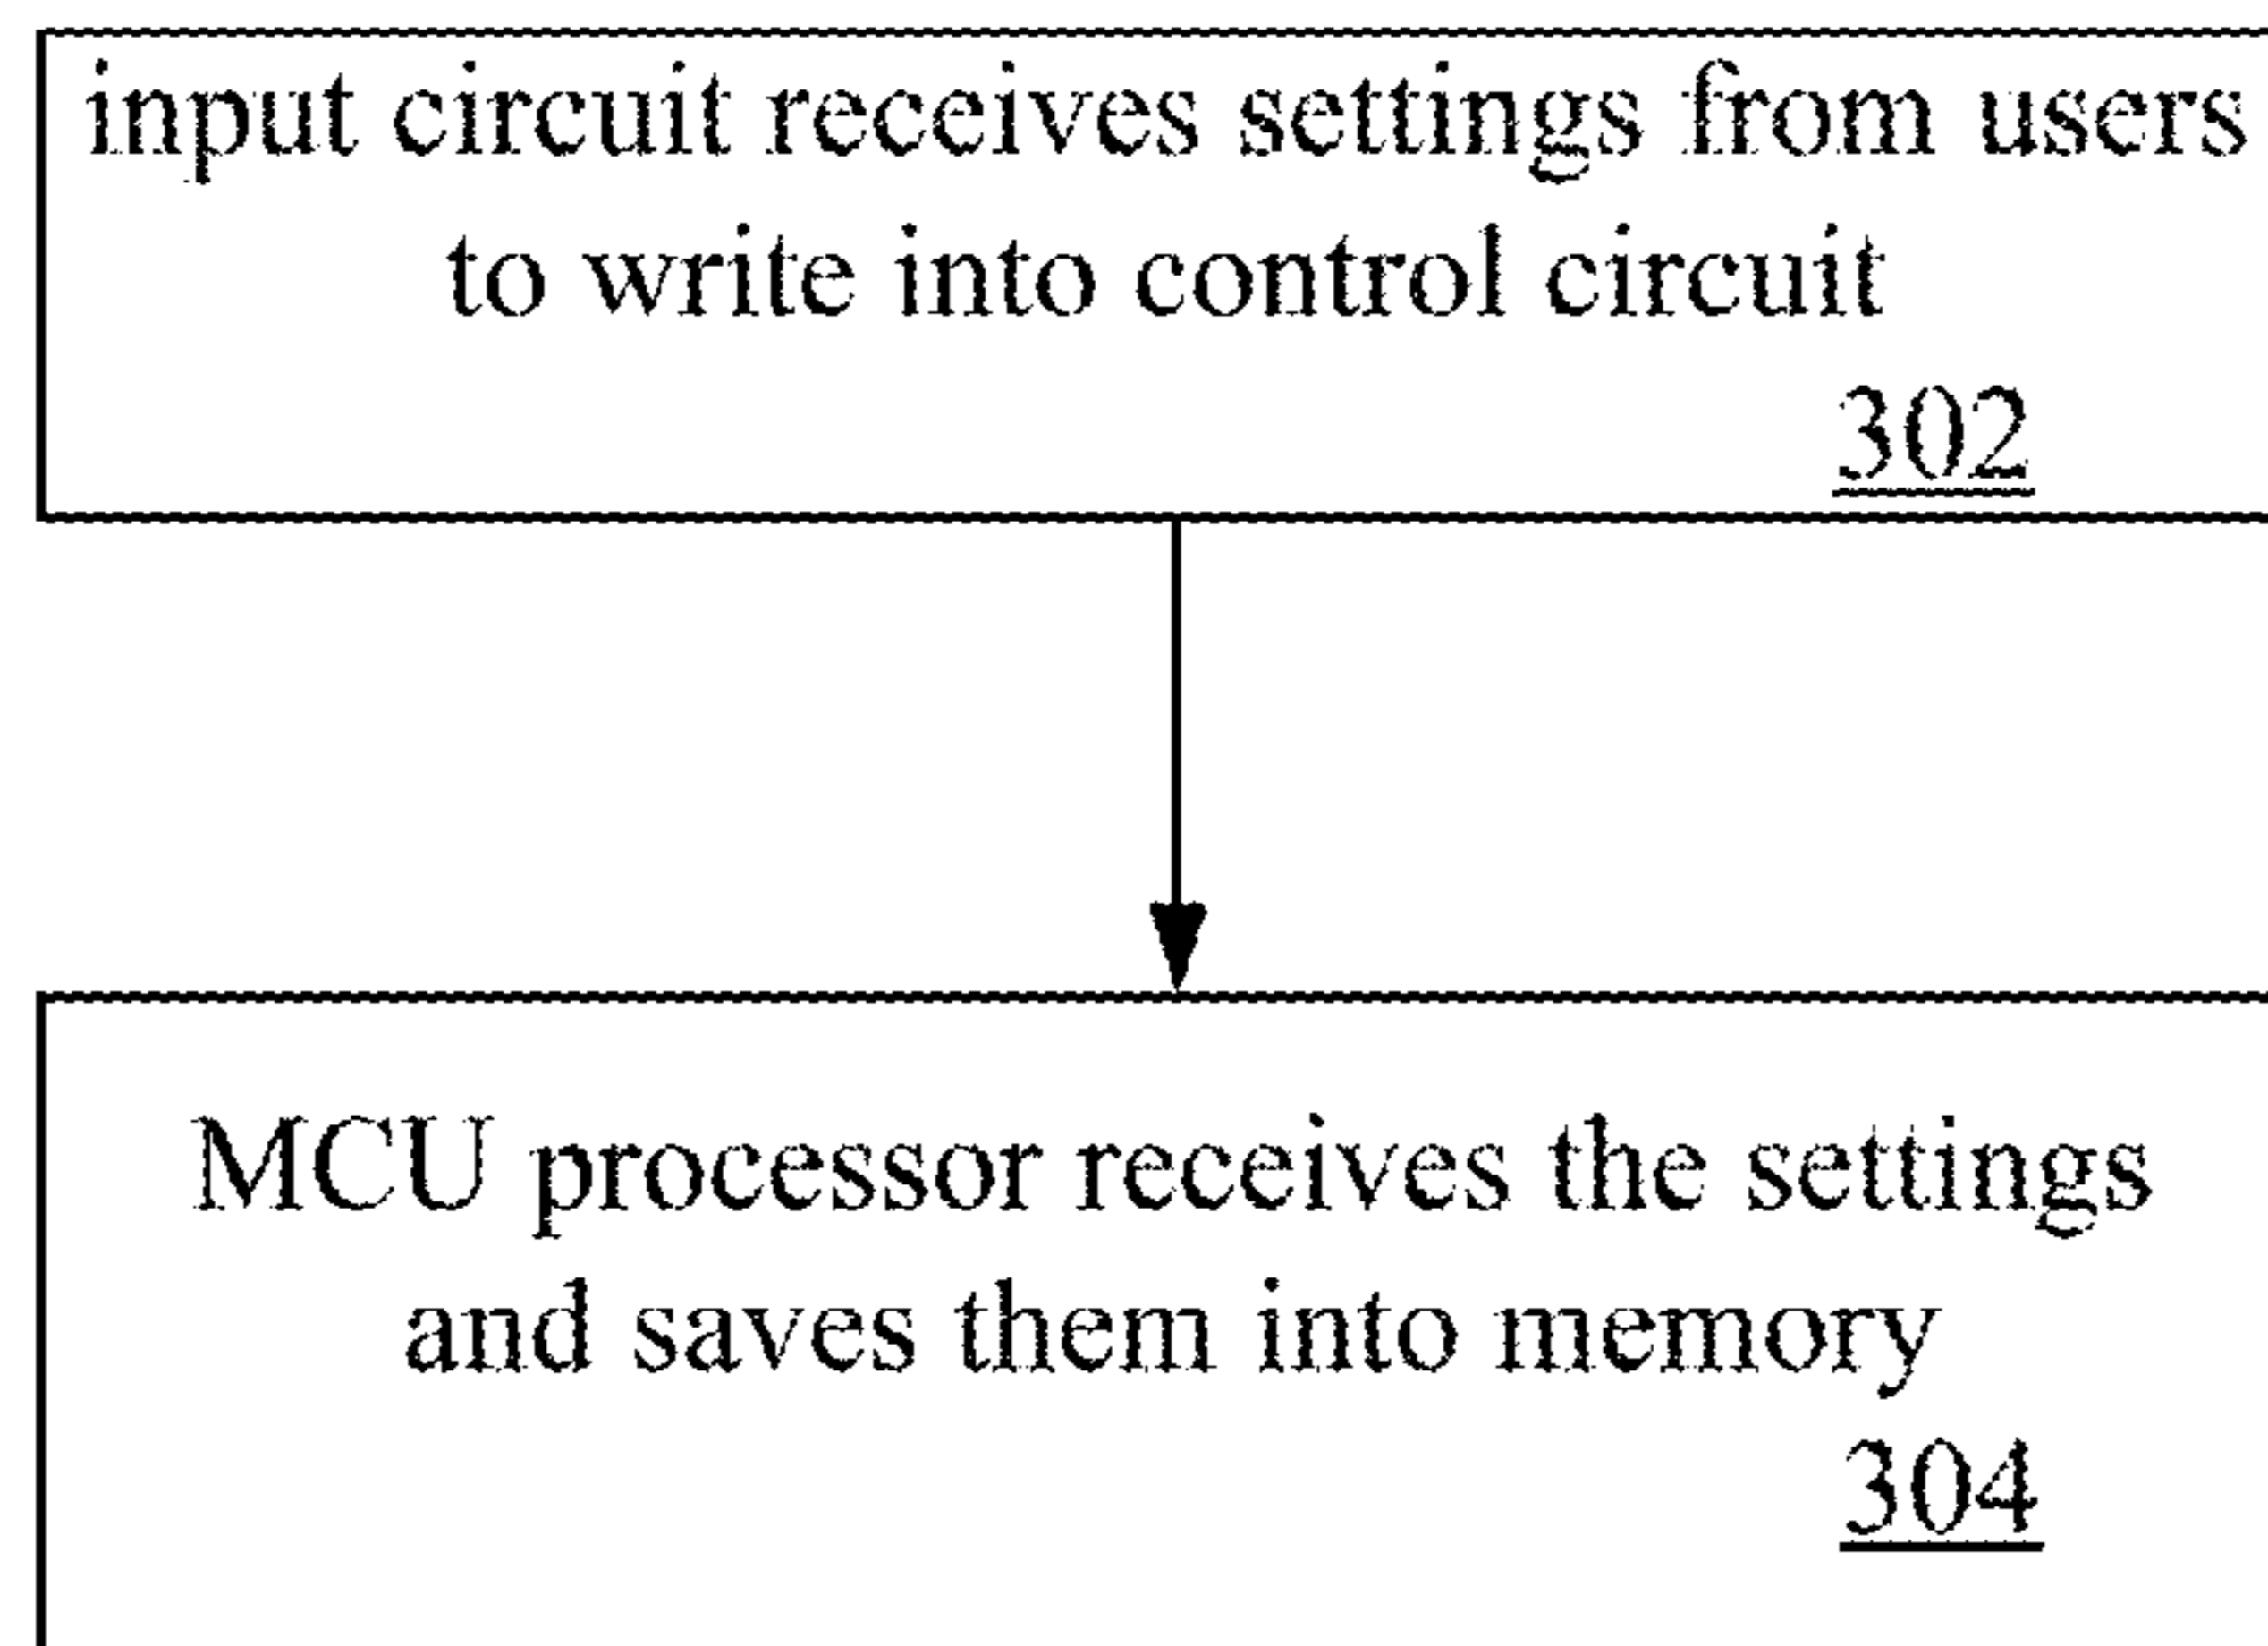 input circuit receives settings from users
to write into control circuit
302
MCU processor receives the settings
and saves them into memory
304